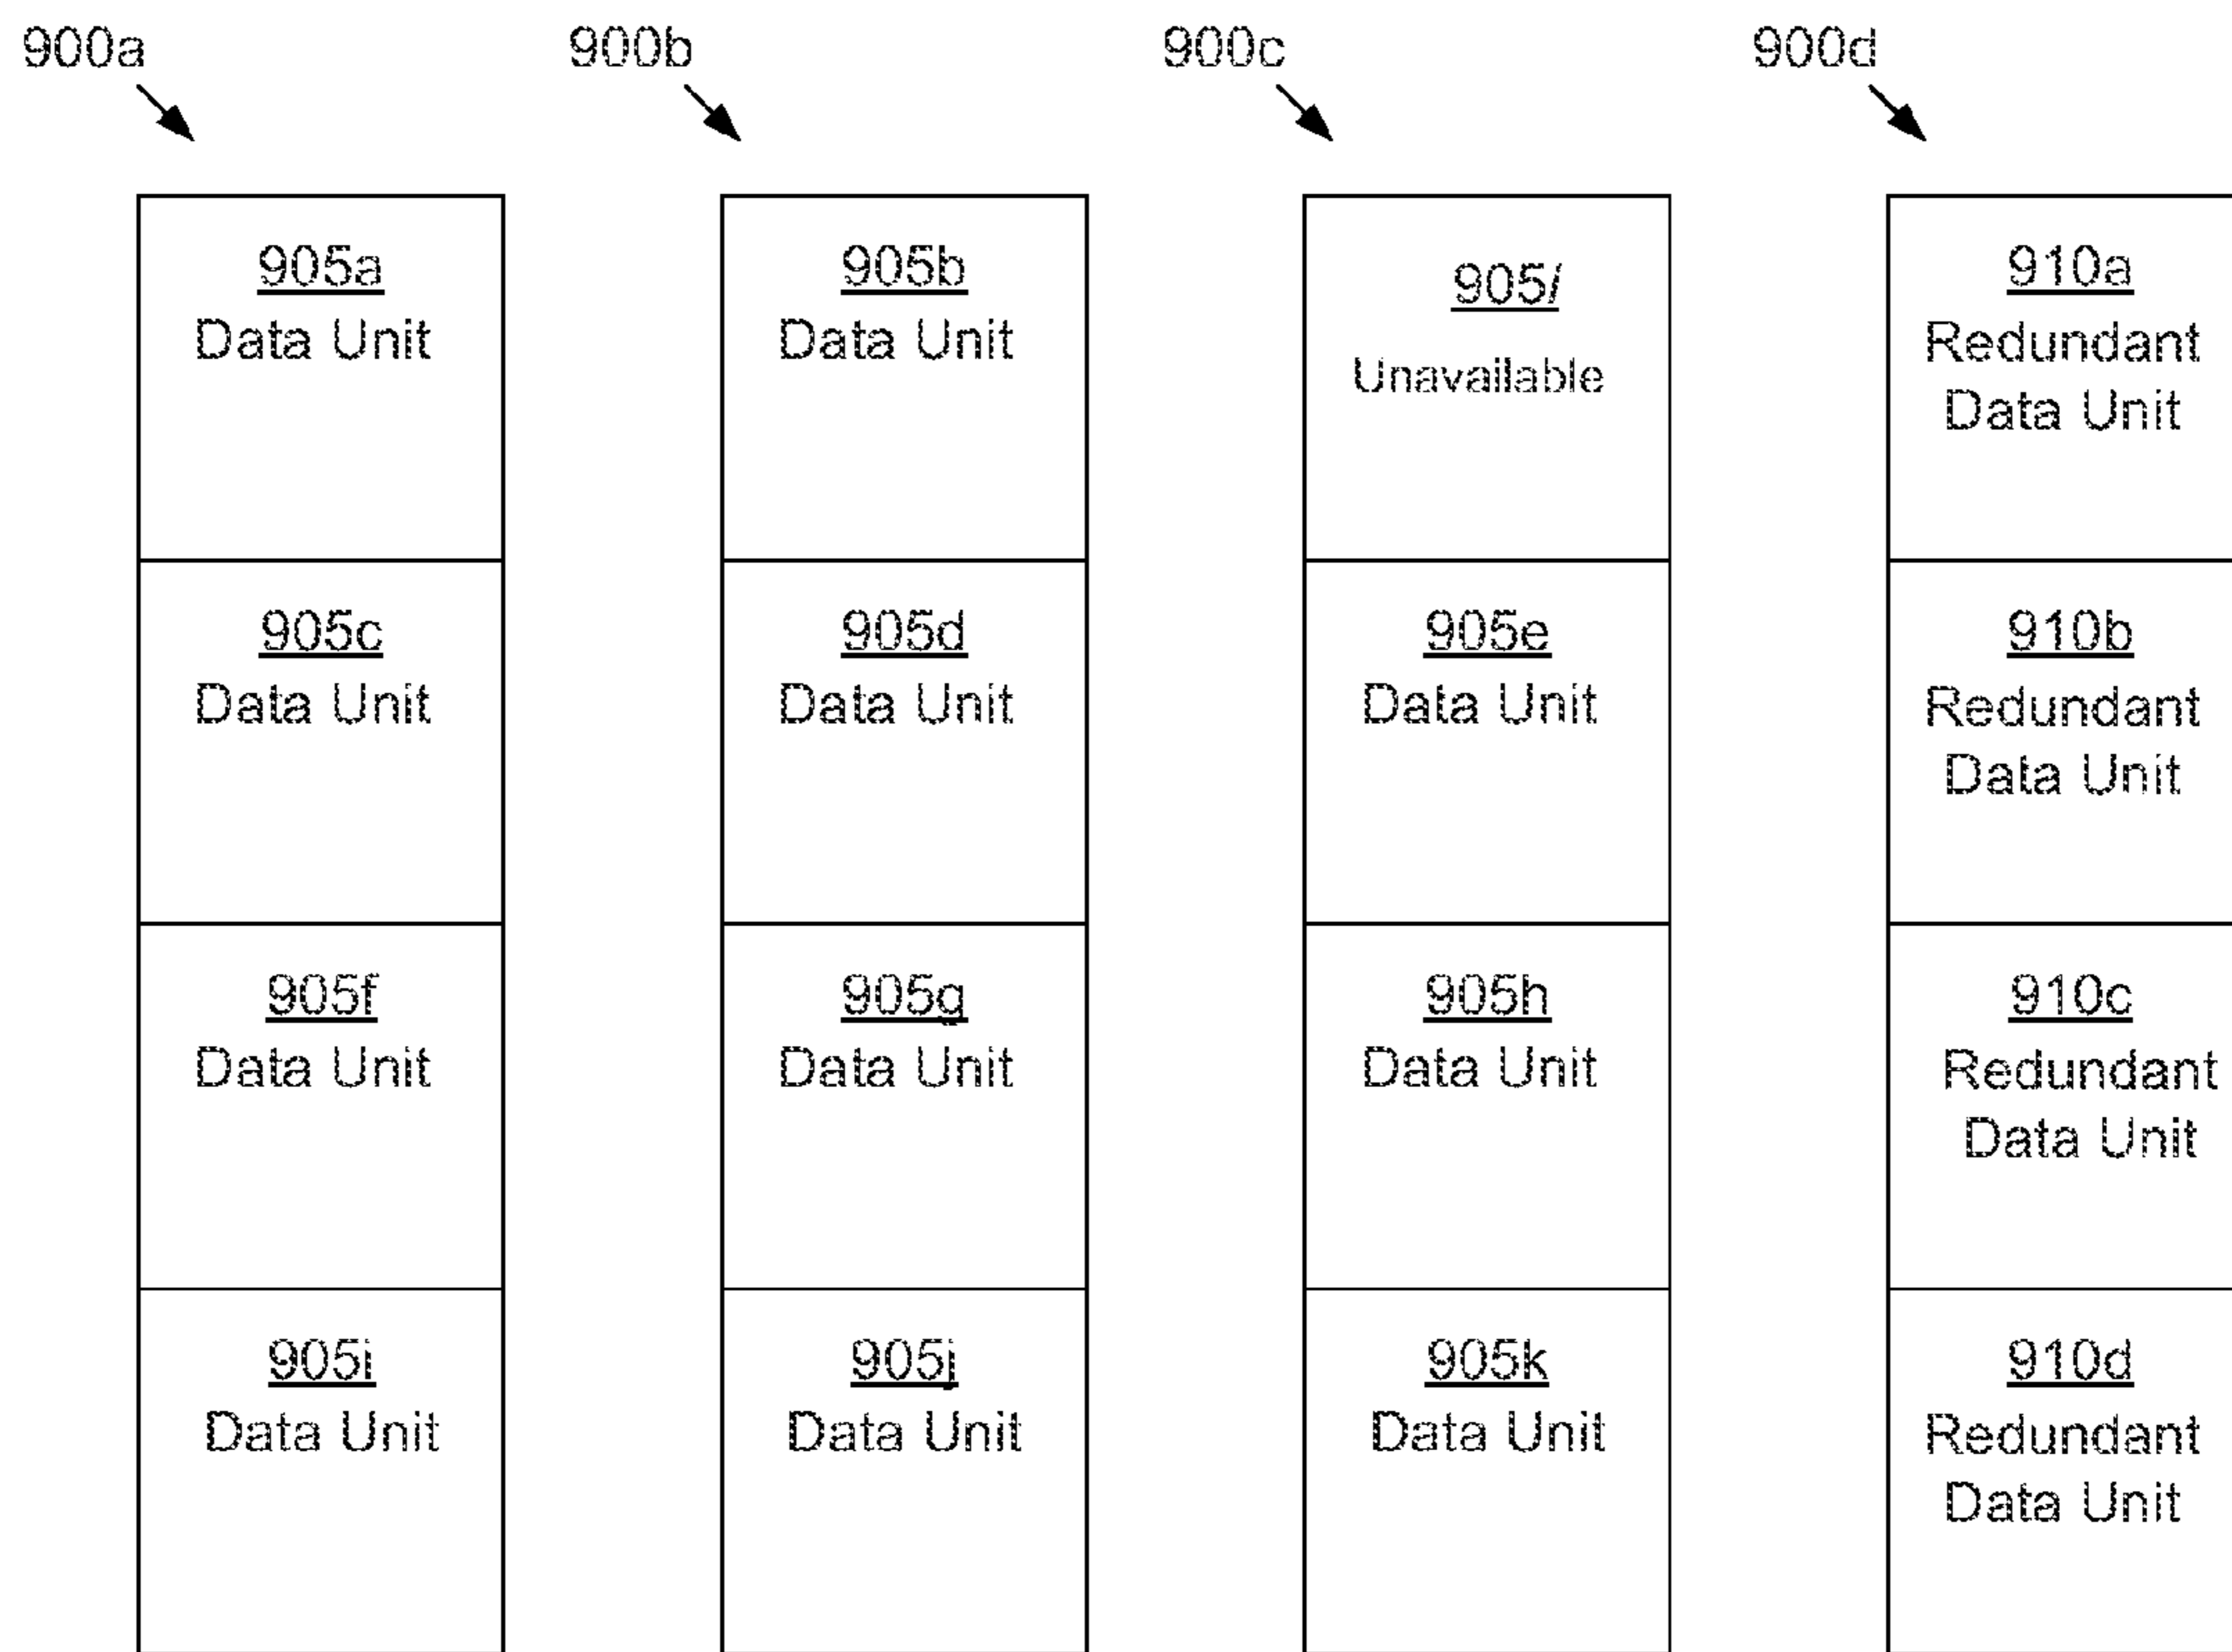 900a 900b 900c 900d
905a 905b 905l 910a
Data Unit Data Unit Unavailable Redundant
Data Unit
905c 905d 905e 910b
Data Unit Data Unit Data Unit Redundant
Data Unit
905f 905g 905h 910c
Data Unit Data Unit Data Unit Redundant
Data Unit
905i 905j 905k 910d
Data Unit Data Unit Data Unit Redundant
Data Unit